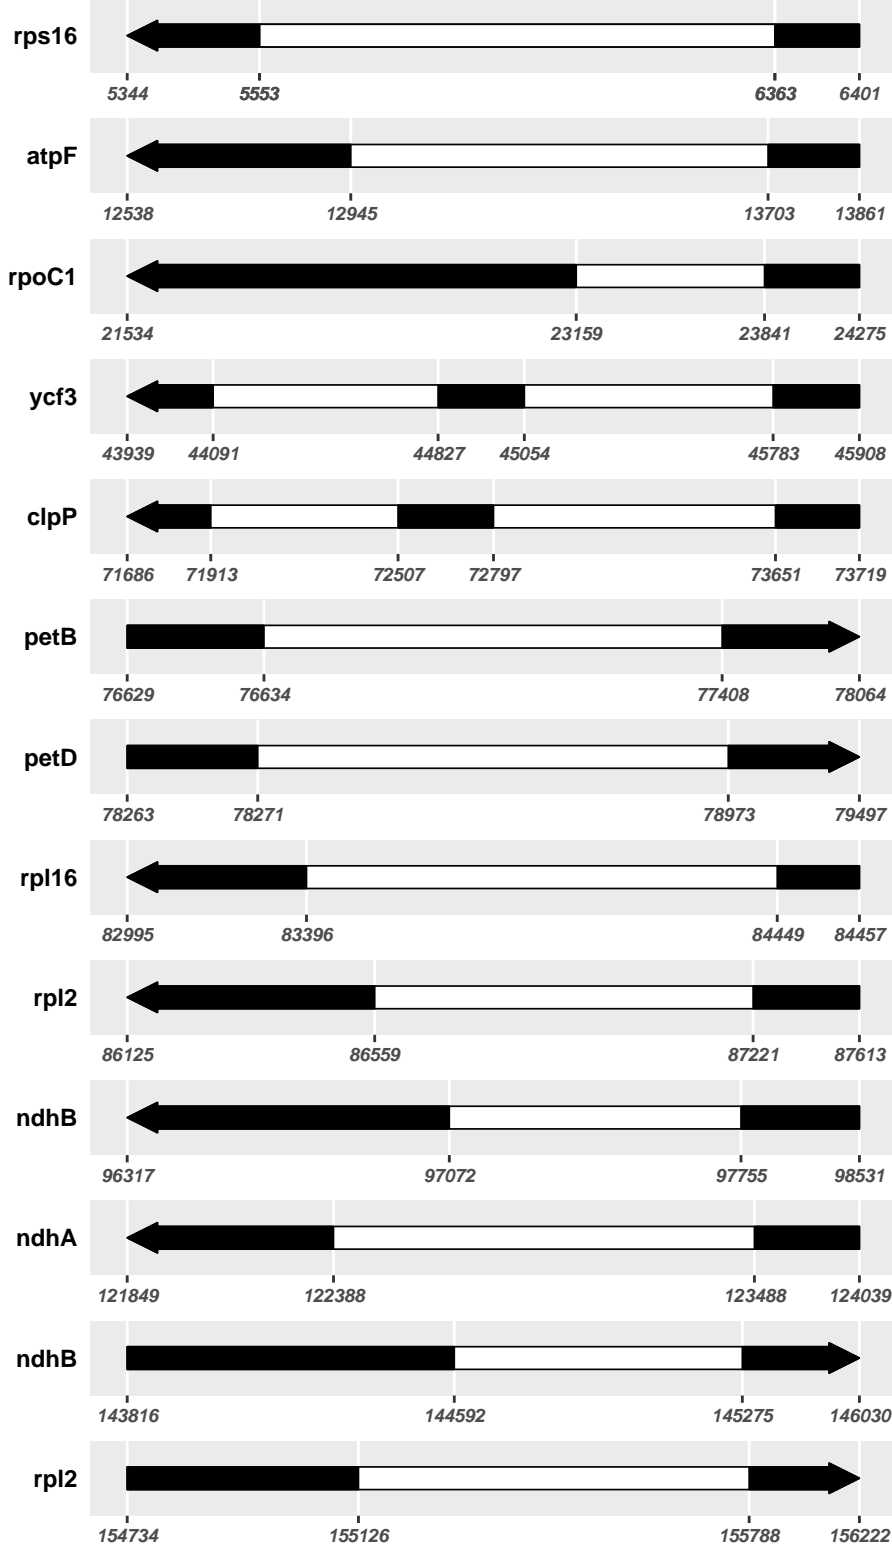 rps16
5344 5553 6363 6401
atpF
12538 12945 13703 13861
rpoC1
21534 23159 23841 24275
ycf3
43939 44091 44827 45054 45783 45908
clpP
71686 71913 72507 72797 73651 73719
petB
76629 76634 77408 78064
petD
78263 78271 78973 79497
rpl16
82995 83396 84449 84457
rpl2
86125 86559 87221 87613
ndhB
96317 97072 97755 98531
ndhA
121849 122388 123488 124039
ndhB
143816 144592 145275 146030
rpl2
154734 155126 155788 156222